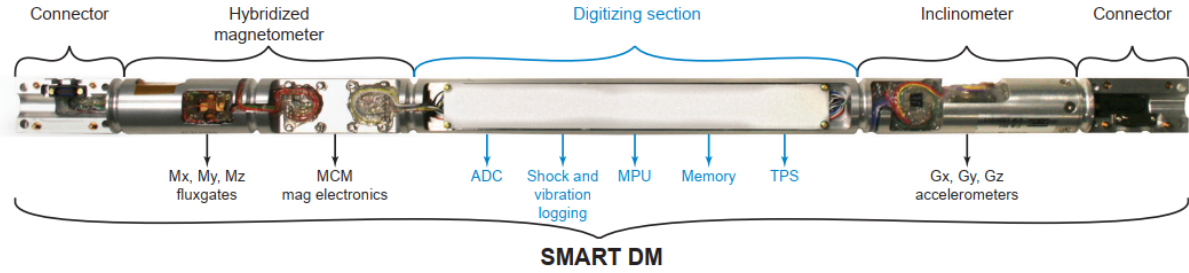 Connector
Hybridized
magnetometer
Digitizing section
Inclinometer
Connector
Mx, My, Mz
fluxgates
MCM
mag electronics
ADC
Shock and
vibration
logging
MPU
Memory
TPS
Gx, Gy, Gz
accelerometers
SMART DM